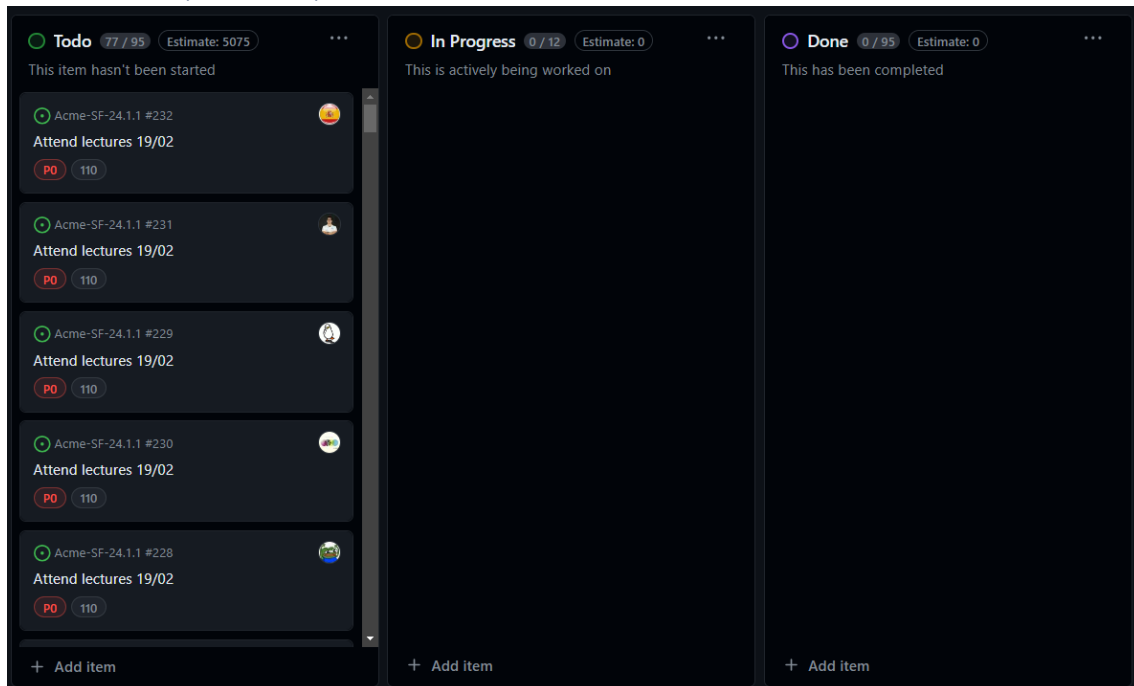 Todo 77 / 95 Estimate: 5075
This item hasn't been started
Acme-SF-24.1.1 #232
Attend lectures 19/02
P0 110
Acme-SF-24.1.1 #231
Attend lectures 19/02
P0 110
Acme-SF-24.1.1 #229
Attend lectures 19/02
P0 110
Acme-SF-24.1.1 #230
Attend lectures 19/02
P0 110
Acme-SF-24.1.1 #228
Attend lectures 19/02
P0 110
+ Add item
In Progress 0 / 12 Estimate: 0
This is actively being worked on
+ Add item
Done 0 / 95 Estimate: 0
This has been completed
+ Add item